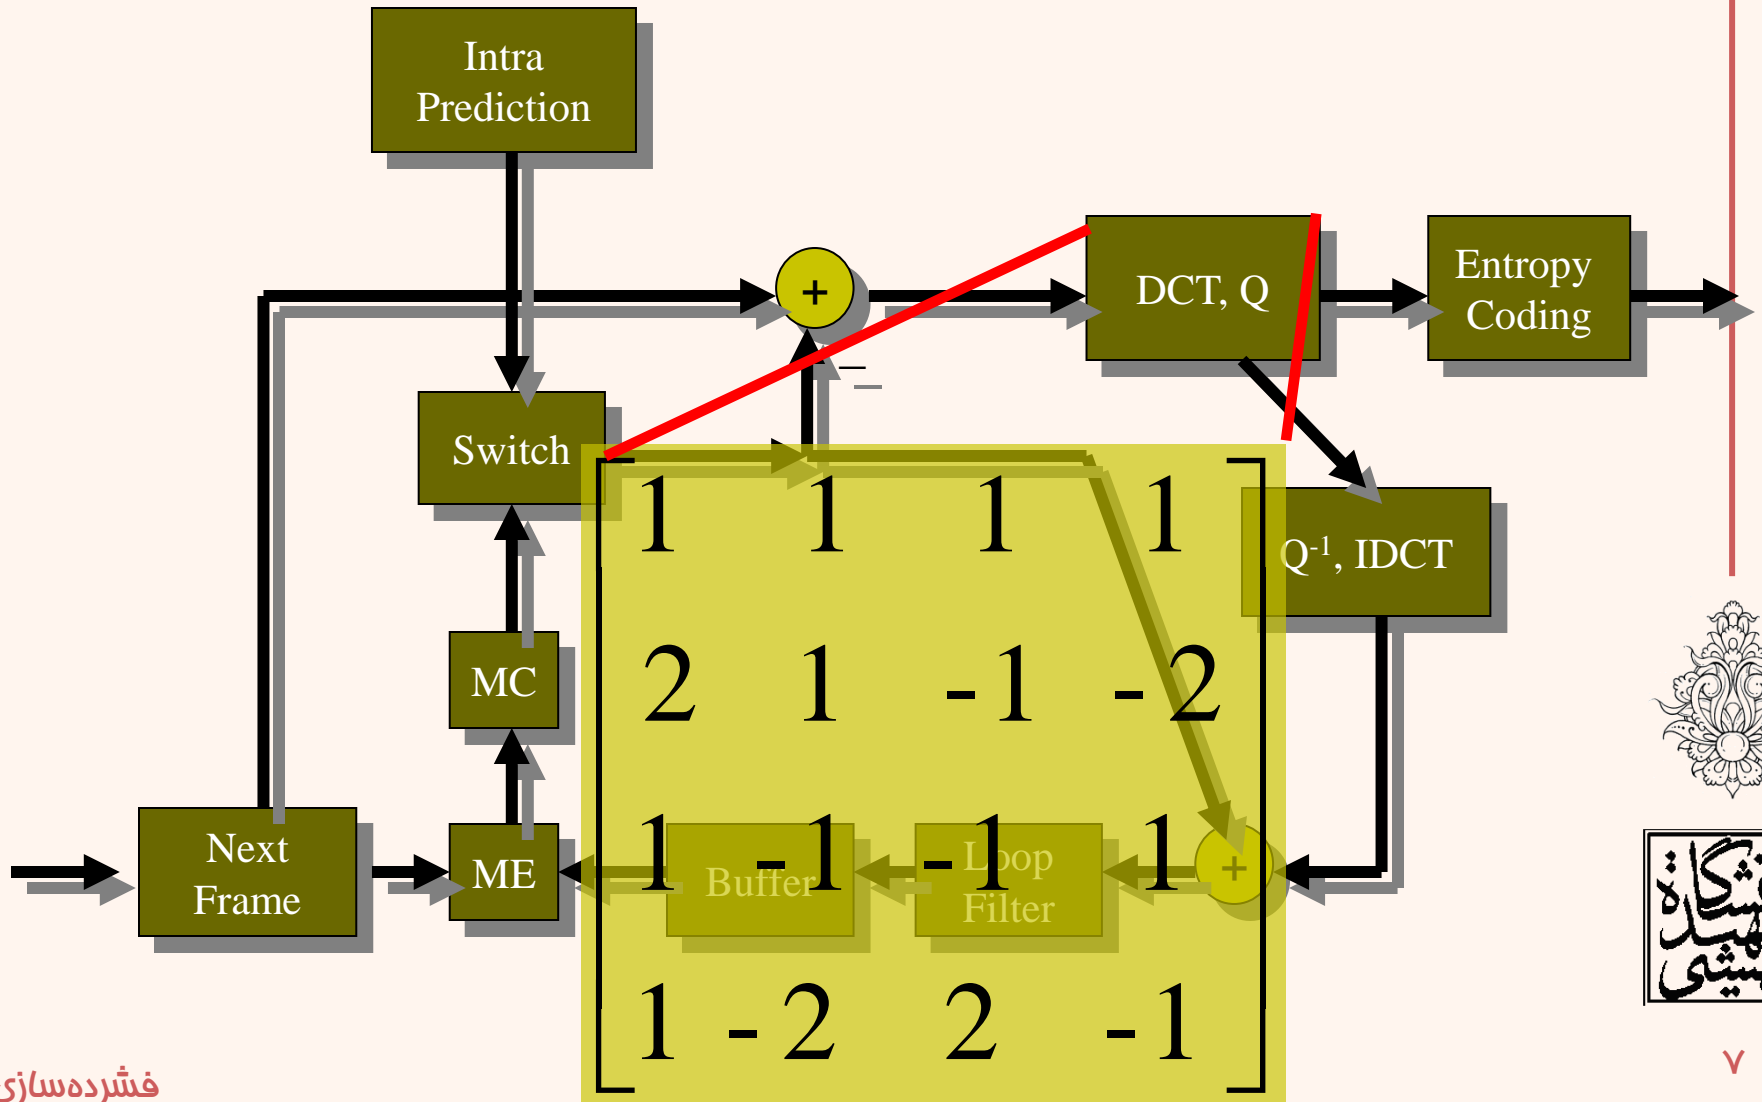 Intra
Prediction
+
DCT, Q
Entropy
Coding
–
Switch
1 1 1 1
Q⁻¹, IDCT
MC
2 1 -1 -2
Next
Frame
ME
Buffer
Loop
Filter
+
1 -1 -1 1
1 -2 2 -1
۷
فشرده‌سازی